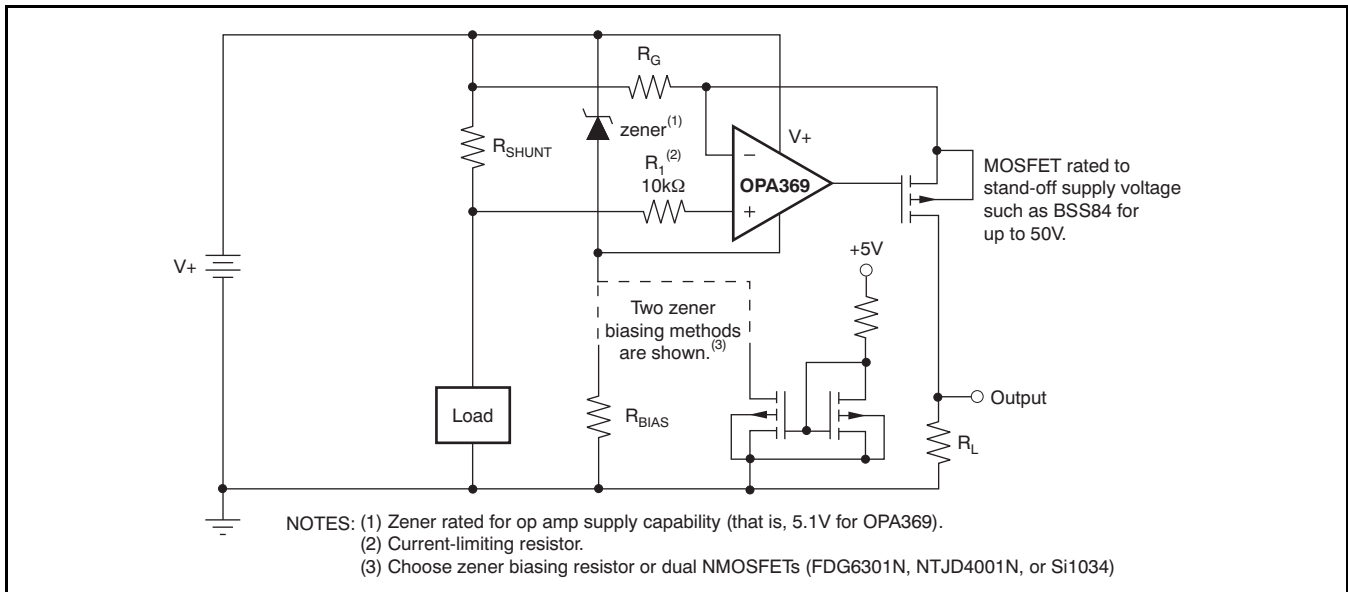 R_G
zener(1)
V+
R_SHUNT
R_1(2)
10kΩ
−
OPA369
+
MOSFET rated to
stand-off supply voltage
such as BSS84 for
up to 50V.
+5V
V+
Two zener
biasing methods
are shown.(3)
Output
Load
R_BIAS
R_L
NOTES: (1) Zener rated for op amp supply capability (that is, 5.1V for OPA369).
(2) Current-limiting resistor.
(3) Choose zener biasing resistor or dual NMOSFETs (FDG6301N, NTJD4001N, or Si1034)